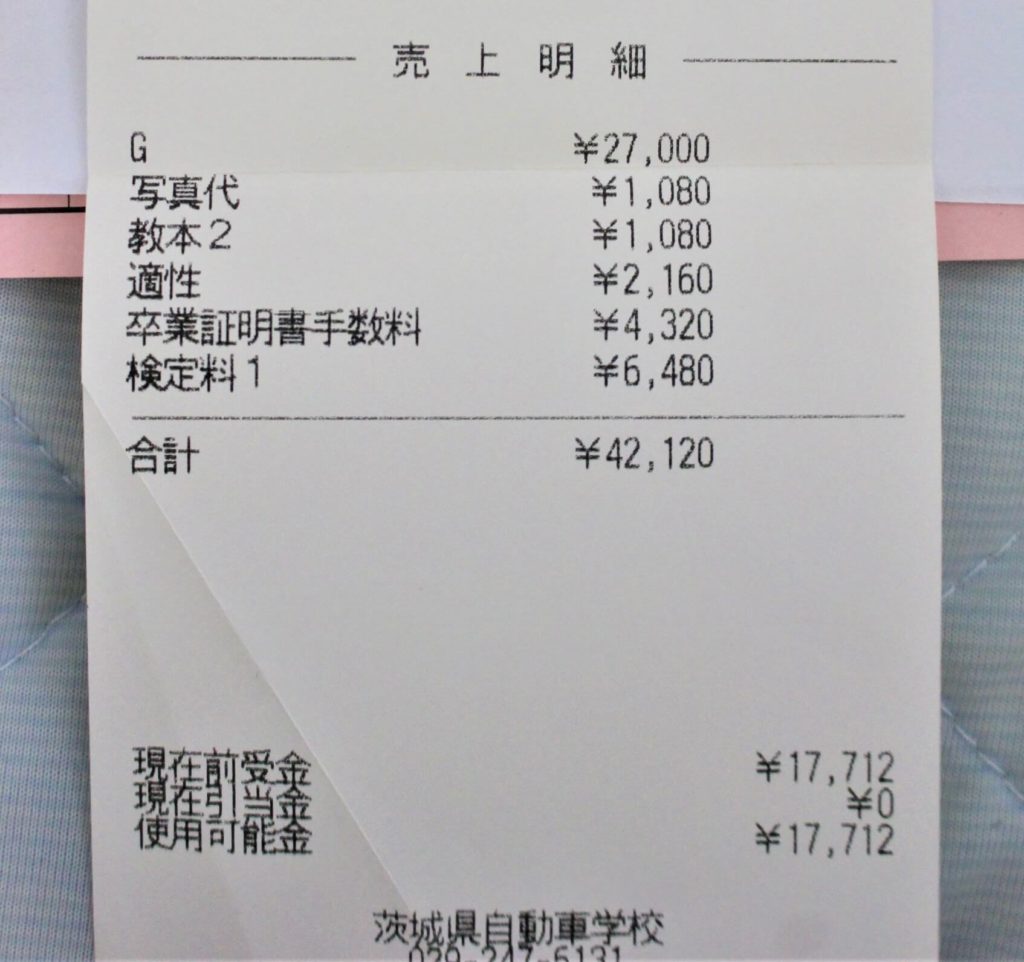 売上明細
G ¥27,000
写真代 ¥1,080
教本2 ¥1,080
適性 ¥2,160
卒業証明書手数料 ¥4,320
検定料1 ¥6,480
合計 ¥42,120
現在前受金 ¥17,712
現在引当金 ¥0
使用可能金 ¥17,712
茨城県自動車学校
029-247-6131